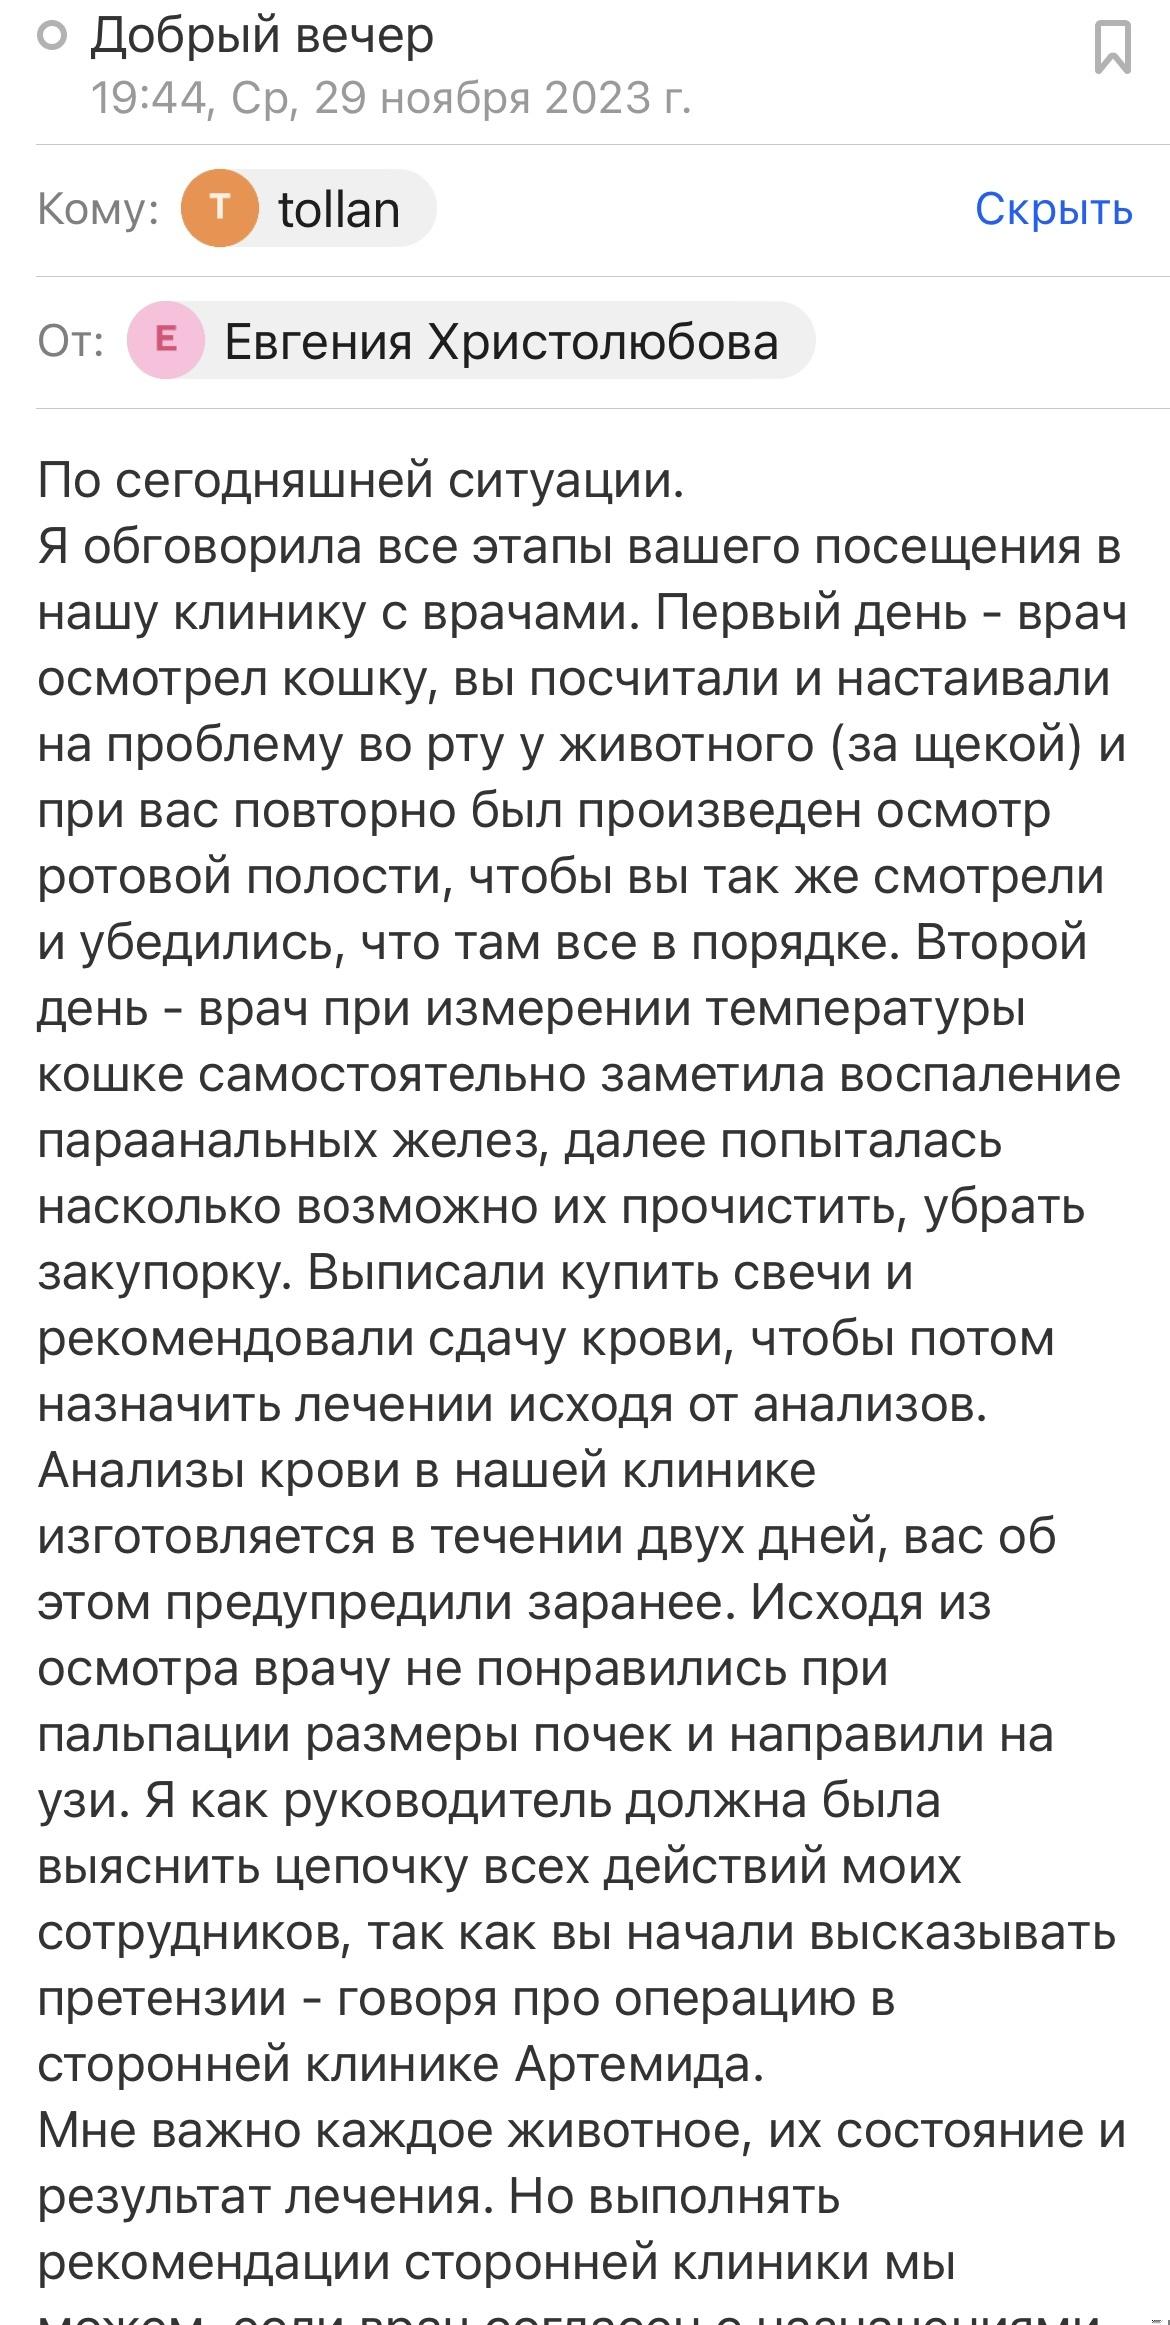 Добрый вечер
19:44, Ср, 29 ноября 2023 г.
Кому: T tollan Скрыть
От: Е Евгения Христолюбова
По сегодняшней ситуации.
Я обговорила все этапы вашего посещения в
нашу клинику с врачами. Первый день - врач
осмотрел кошку, вы посчитали и настаивали
на проблему во рту у животного (за щекой) и
при вас повторно был произведен осмотр
ротовой полости, чтобы вы так же смотрели
и убедились, что там все в порядке. Второй
день - врач при измерении температуры
кошке самостоятельно заметила воспаление
параанальных желез, далее попыталась
насколько возможно их прочистить, убрать
закупорку. Выписали купить свечи и
рекомендовали сдачу крови, чтобы потом
назначить лечении исходя от анализов.
Анализы крови в нашей клинике
изготовляется в течении двух дней, вас об
этом предупредили заранее. Исходя из
осмотра врачу не понравились при
пальпации размеры почек и направили на
узи. Я как руководитель должна была
выяснить цепочку всех действий моих
сотрудников, так как вы начали высказывать
претензии - говоря про операцию в
сторонней клинике Артемида.
Мне важно каждое животное, их состояние и
результат лечения. Но выполнять
рекомендации сторонней клиники мы
можем, если врач согласен с назначениями